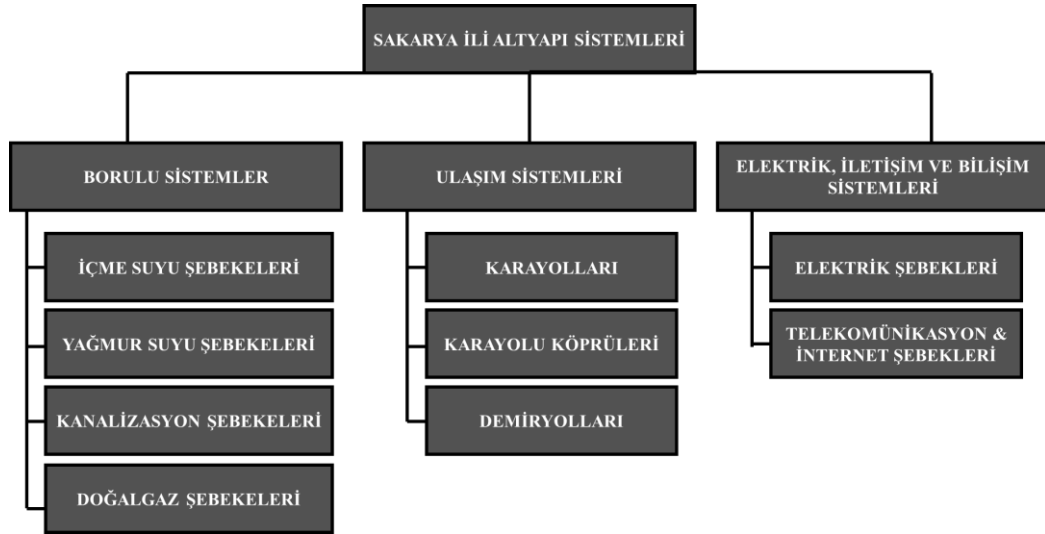 SAKARYA İLİ ALTYAPI SİSTEMLERİ
BORULU SİSTEMLER
İÇME SUYU ŞEBEKELERİ
YAĞMUR SUYU ŞEBEKELERİ
KANALİZASYON ŞEBEKELERİ
DOĞALGAZ ŞEBEKELERİ
ULAŞIM SİSTEMLERİ
KARAYOLLARI
KARAYOLU KÖPRÜLERİ
DEMİRYOLLARI
ELEKTRİK, İLETİŞİM VE BİLİŞİM
SİSTEMLERİ
ELEKTRİK ŞEBEKLERİ
TELEKOMÜNİKASYON &
İNTERNET ŞEBEKLERİ